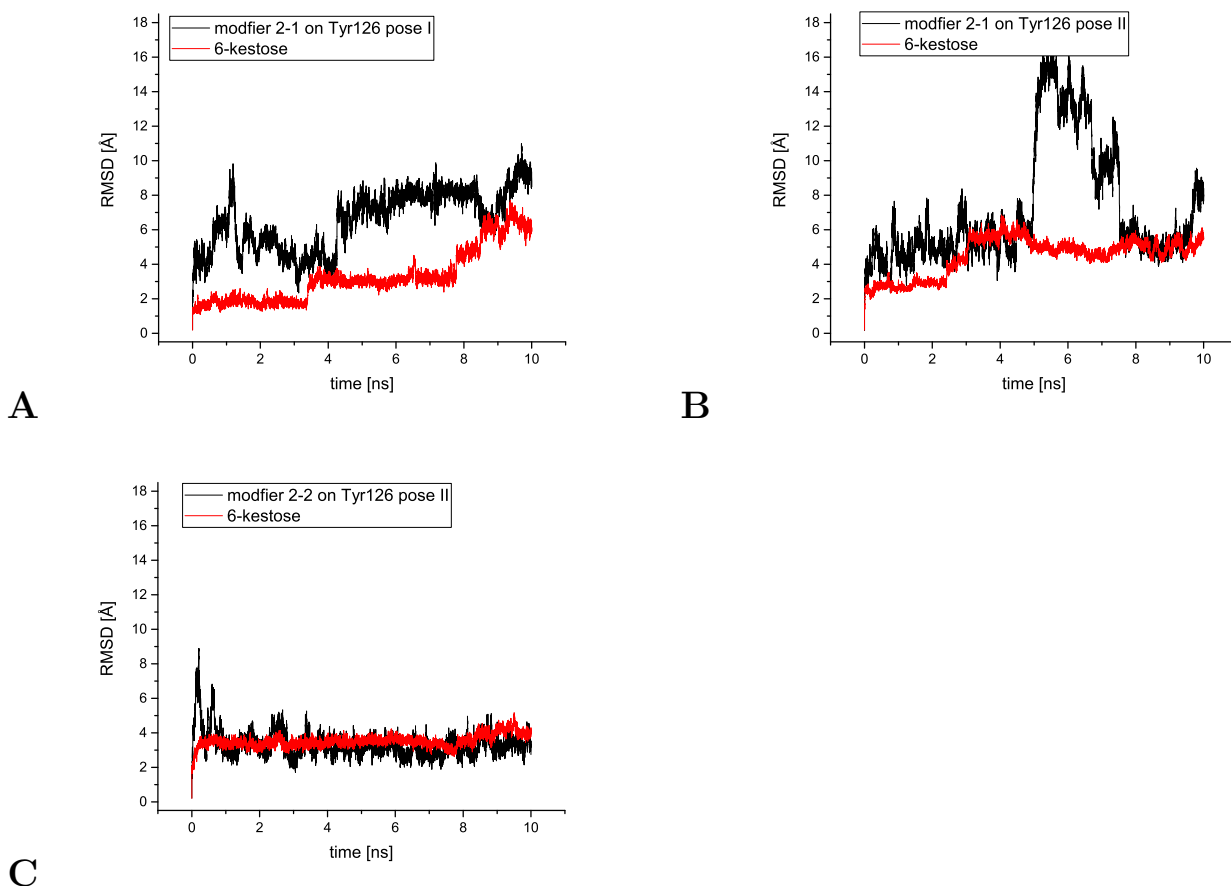 18
16
14
12
10
8
6
4
2
0
RMSD [Å]
modfier 2-1 on Tyr126 pose I
6-kestose
0 2 4 6 8 10
time [ns]
A
18
16
14
12
10
8
6
4
2
0
RMSD [Å]
modfier 2-1 on Tyr126 pose II
6-kestose
0 2 4 6 8 10
time [ns]
B
18
16
14
12
10
8
6
4
2
0
RMSD [Å]
modfier 2-2 on Tyr126 pose II
6-kestose
0 2 4 6 8 10
time [ns]
C